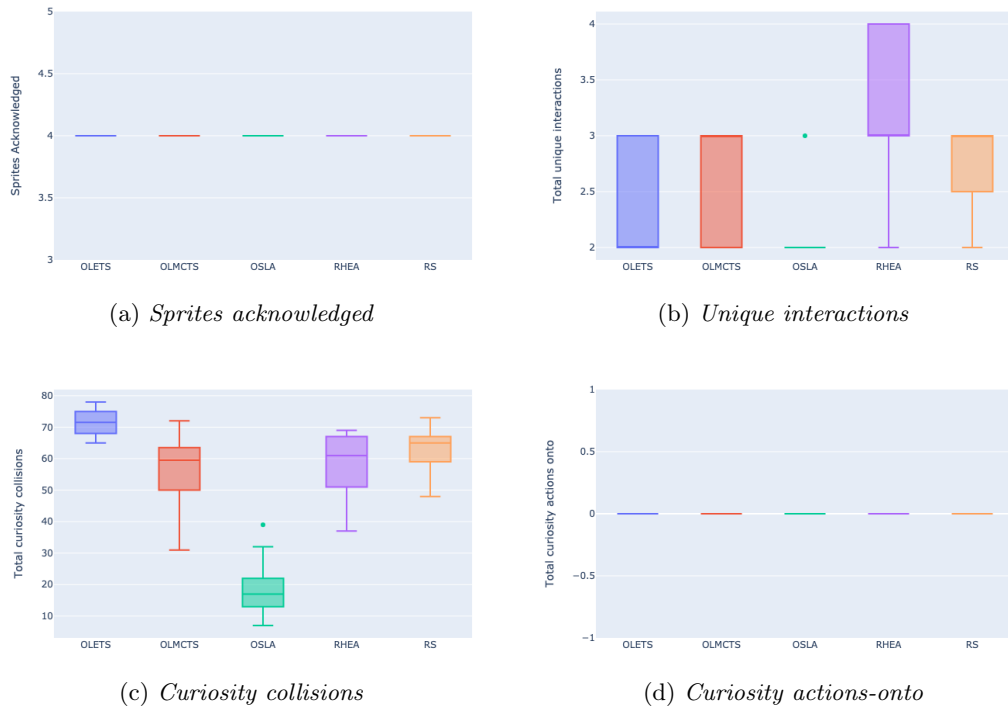 Sprites Acknowledged
5
4.5
4
3.5
3
OLETS OLMCTS OSLA RHEA RS
(a) Sprites acknowledged
Total unique interactions
4
3.5
3
2.5
2
OLETS OLMCTS OSLA RHEA RS
(b) Unique interactions
Total curiosity collisions
80
70
60
50
40
30
20
10
OLETS OLMCTS OSLA RHEA RS
(c) Curiosity collisions
Total curiosity actions onto
1
0.5
0
−0.5
−1
OLETS OLMCTS OSLA RHEA RS
(d) Curiosity actions-onto